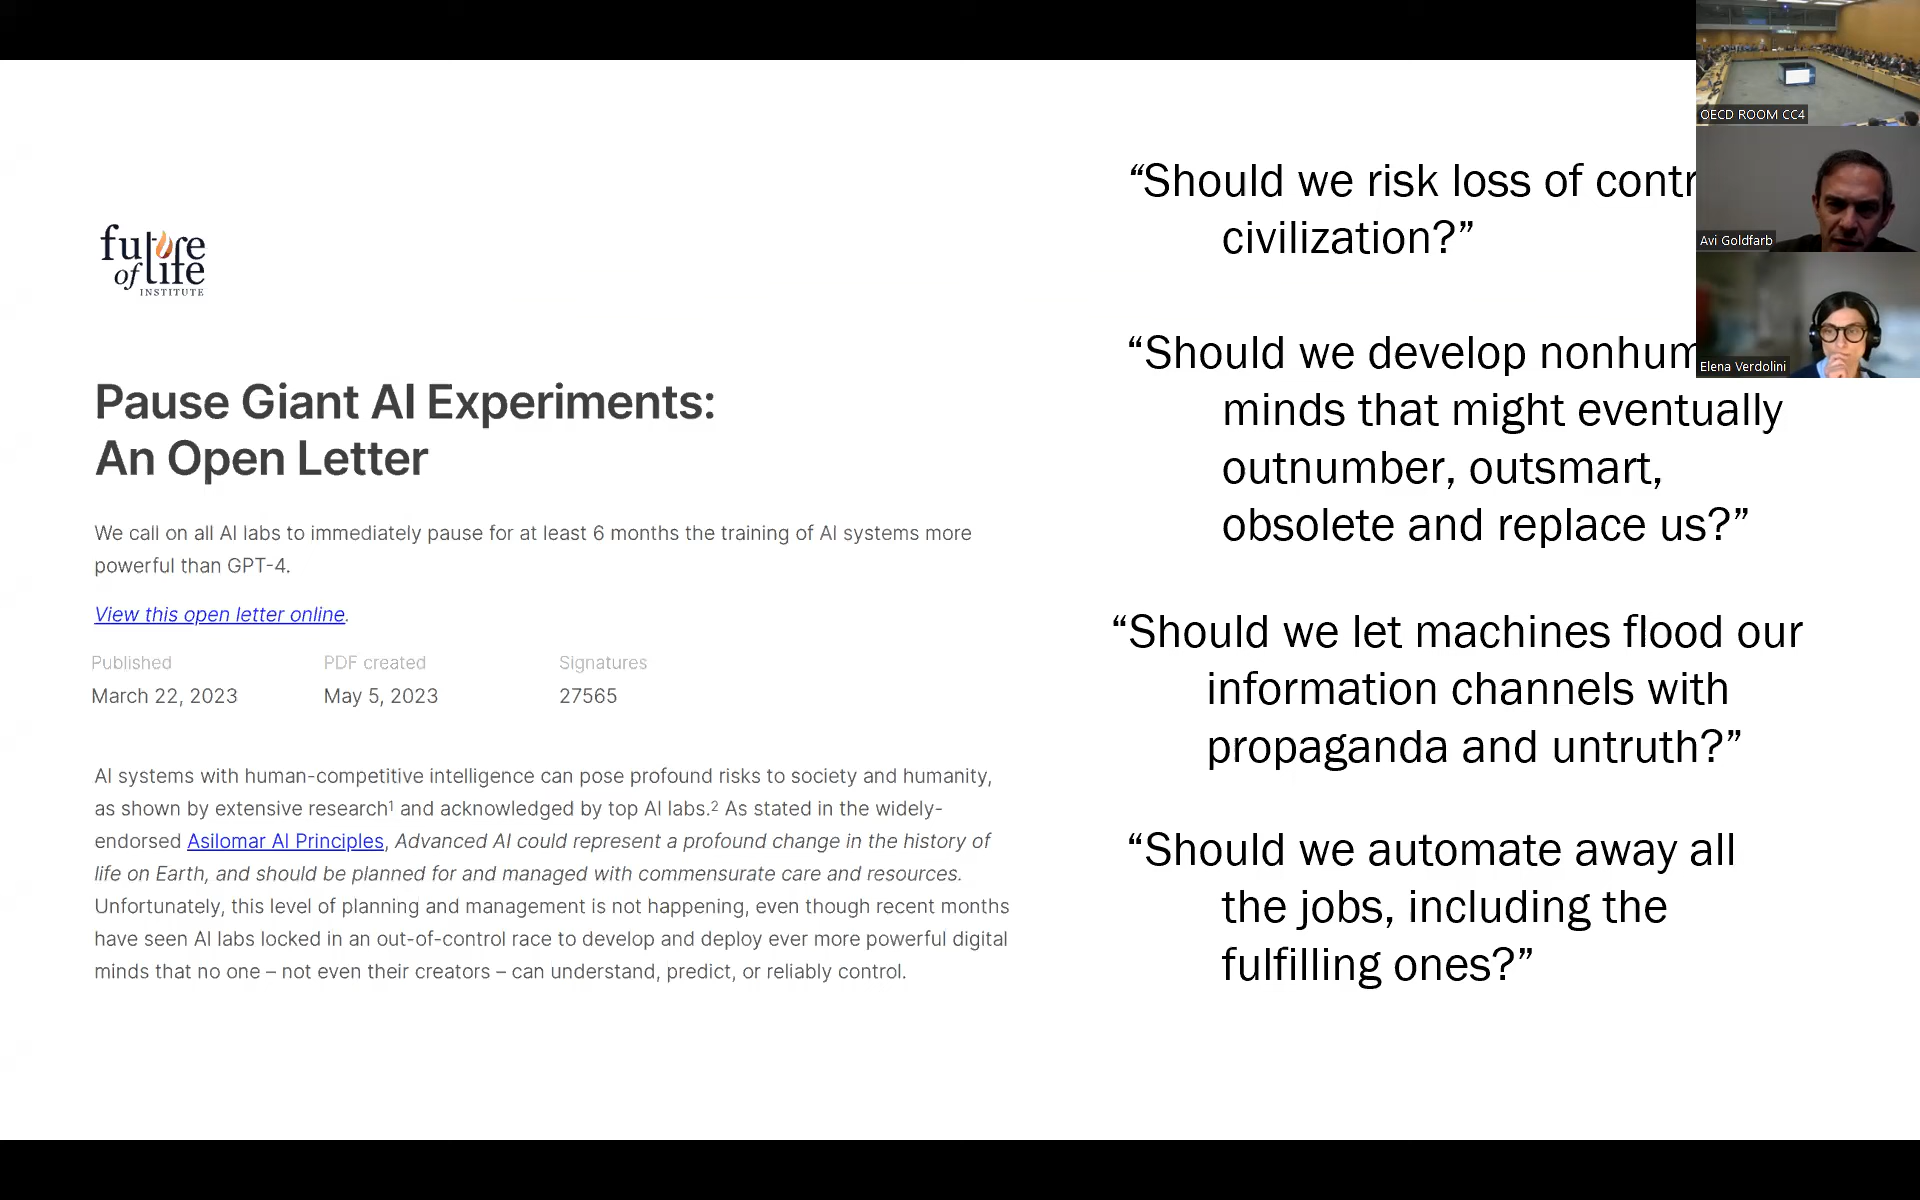 future
of life
INSTITUTE
Pause Giant AI Experiments:
An Open Letter
We call on all AI labs to immediately pause for at least 6 months the training of AI systems more
powerful than GPT-4.
View this open letter online.
Published PDF created Signatures
March 22, 2023 May 5, 2023 27565
AI systems with human-competitive intelligence can pose profound risks to society and humanity,
as shown by extensive research¹ and acknowledged by top AI labs.² As stated in the widely-
endorsed Asilomar AI Principles, Advanced AI could represent a profound change in the history of
life on Earth, and should be planned for and managed with commensurate care and resources.
Unfortunately, this level of planning and management is not happening, even though recent months
have seen AI labs locked in an out-of-control race to develop and deploy ever more powerful digital
minds that no one – not even their creators – can understand, predict, or reliably control.
“Should we risk loss of contr
civilization?”
“Should we develop nonhum
minds that might eventually
outnumber, outsmart,
obsolete and replace us?”
“Should we let machines flood our
information channels with
propaganda and untruth?”
“Should we automate away all
the jobs, including the
fulfilling ones?”
OECD ROOM CC4
Avi Goldfarb
Elena Verdolini